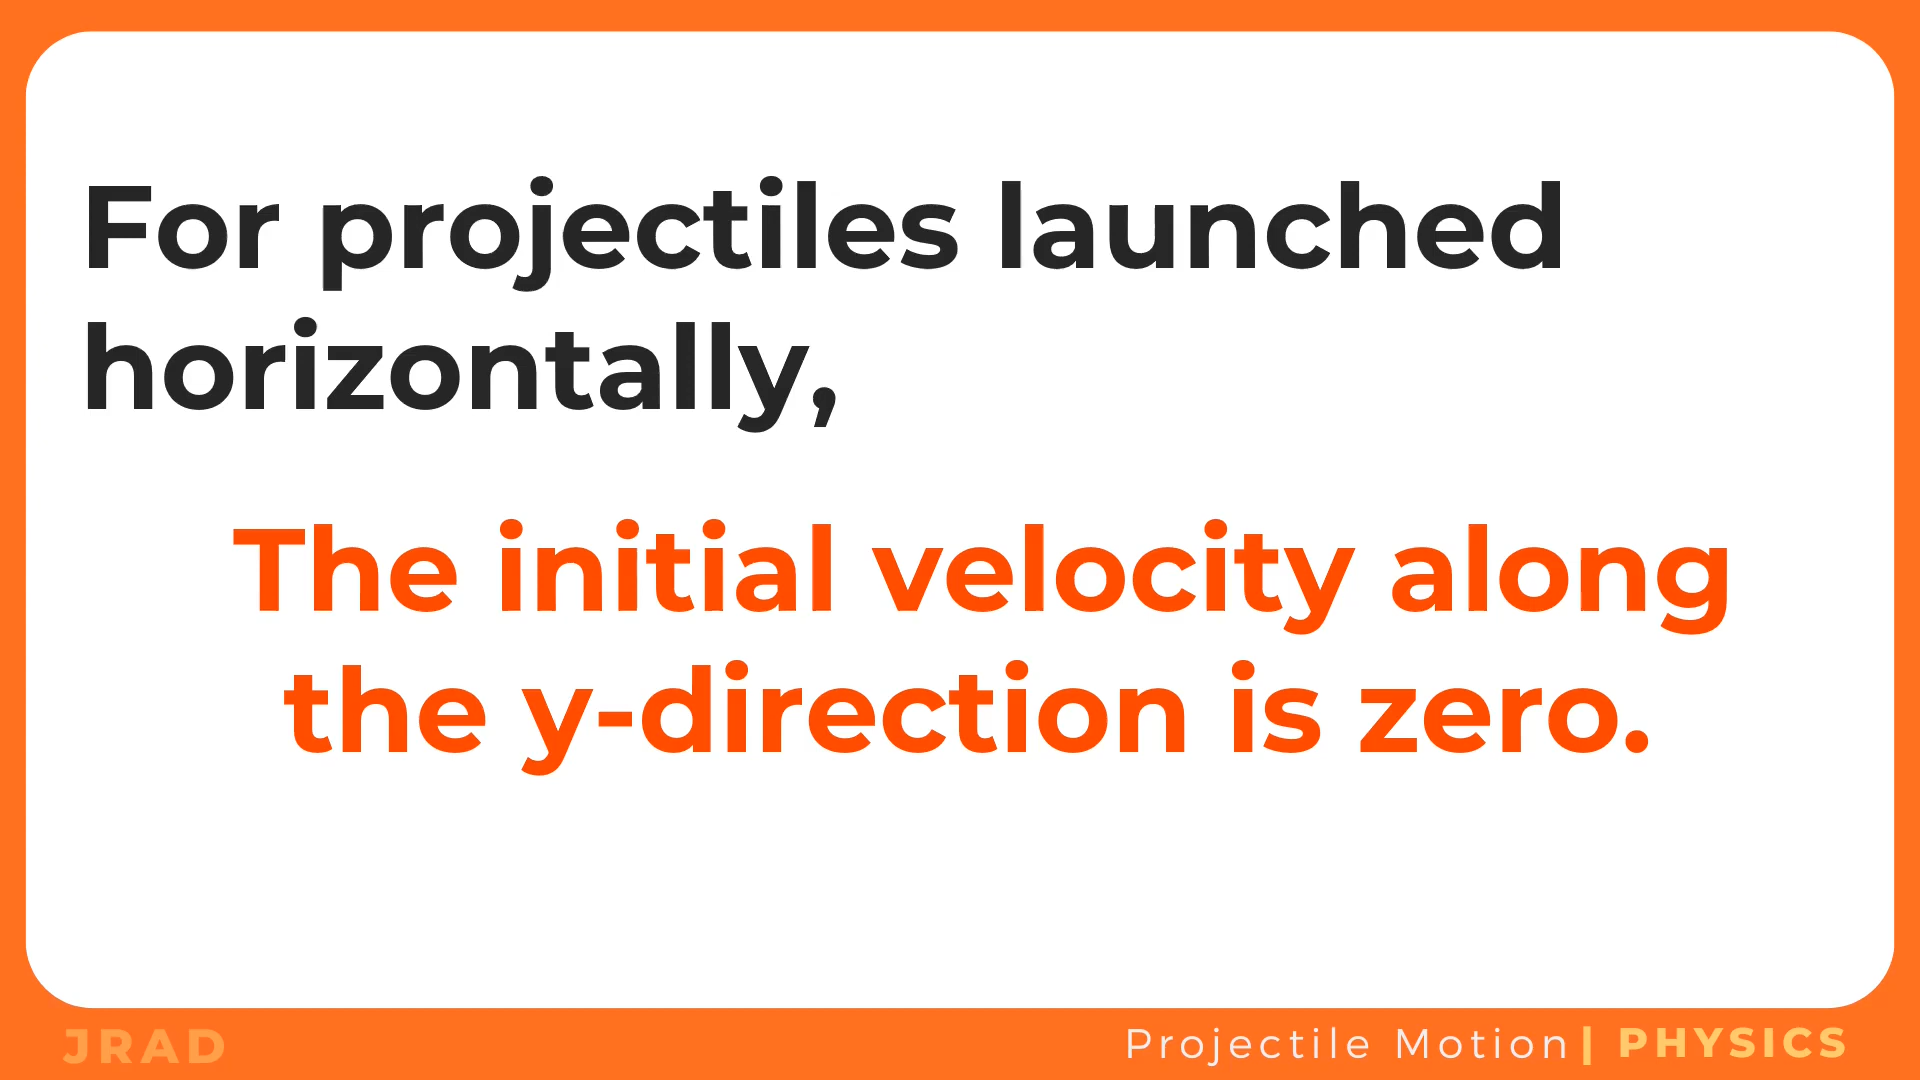 For projectiles launched
horizontally,
The initial velocity along
the y-direction is zero.
JRAD
Projectile Motion | PHYSICS